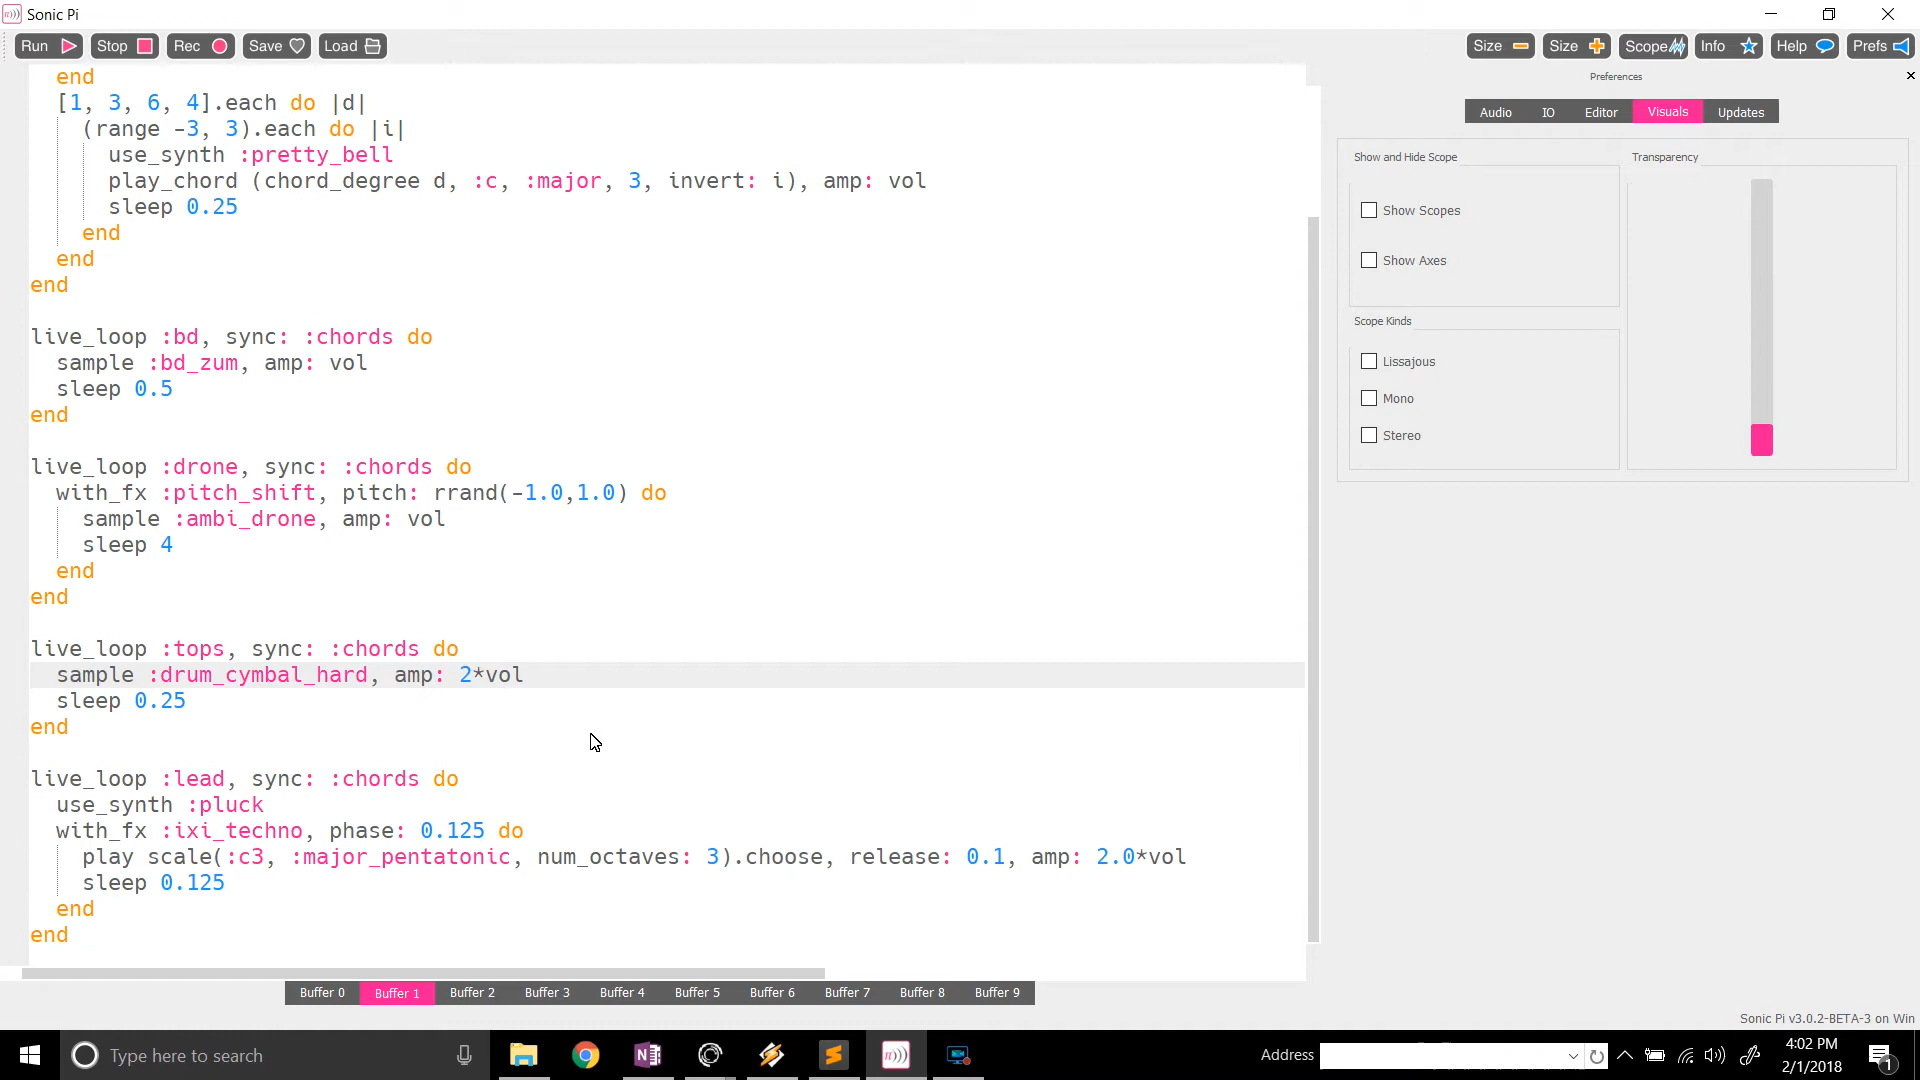 Sonic Pi
Run Stop Rec Save Load Size Size Scope Info Help Prefs
Preferences
Audio IO Editor Visuals Updates
Show and Hide Scope
Show Scopes
Show Axes
Scope Kinds
Lissajous
Mono
Stereo
Transparency
end
[1, 3, 6, 4].each do |d|
(range -3, 3).each do |i|
use_synth :pretty_bell
play_chord (chord_degree d, :c, :major, 3, invert: i), amp: vol
sleep 0.25
end
end
end
live_loop :bd, sync: :chords do
sample :bd_zum, amp: vol
sleep 0.5
end
live_loop :drone, sync: :chords do
with_fx :pitch_shift, pitch: rrand(-1.0,1.0) do
sample :ambi_drone, amp: vol
sleep 4
end
end
live_loop :tops, sync: :chords do
sample :drum_cymbal_hard, amp: 2*vol
sleep 0.25
end
live_loop :lead, sync: :chords do
use_synth :pluck
with_fx :ixi_techno, phase: 0.125 do
play scale(:c3, :major_pentatonic, num_octaves: 3).choose, release: 0.1, amp: 2.0*vol
sleep 0.125
end
end
Buffer 0 Buffer 1 Buffer 2 Buffer 3 Buffer 4 Buffer 5 Buffer 6 Buffer 7 Buffer 8 Buffer 9
Sonic Pi v3.0.2-BETA-3 on Win
Type here to search
Address
4:02 PM
2/1/2018
1